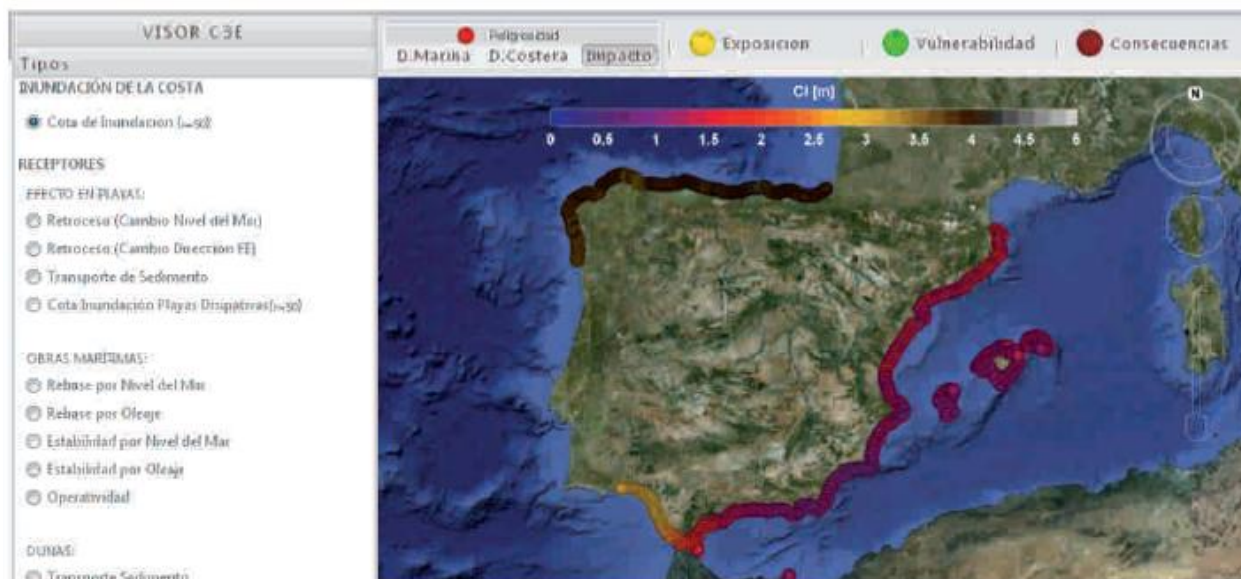 VISOR C3E
Tipos
INUNDACIÓN DE LA COSTA
Cota de Inundacion
RECEPTORES
EFECTO EN PLAYAS:
Retroceso (Cambio Nivel del Mar)
Retroceso (Cambio Direccion FE)
Transporte de Sedimento
Cota Inundación Playas Disipativas
OBRAS MARÍTIMAS:
Rebase por Nivel del Mar
Rebase por Oleaje
Estabilidad por Nivel del Mar
Estabilidad por Oleaje
Operatividad
DUNAS:
Transporte Sedimento
Peligrosidad
D.Marina D.Costera Impacto
Exposicion
Vulnerabilidad
Consecuencias
CI [m]
0 0.5 1 1.5 2 2.5 3 3.5 4 4.5 5
N